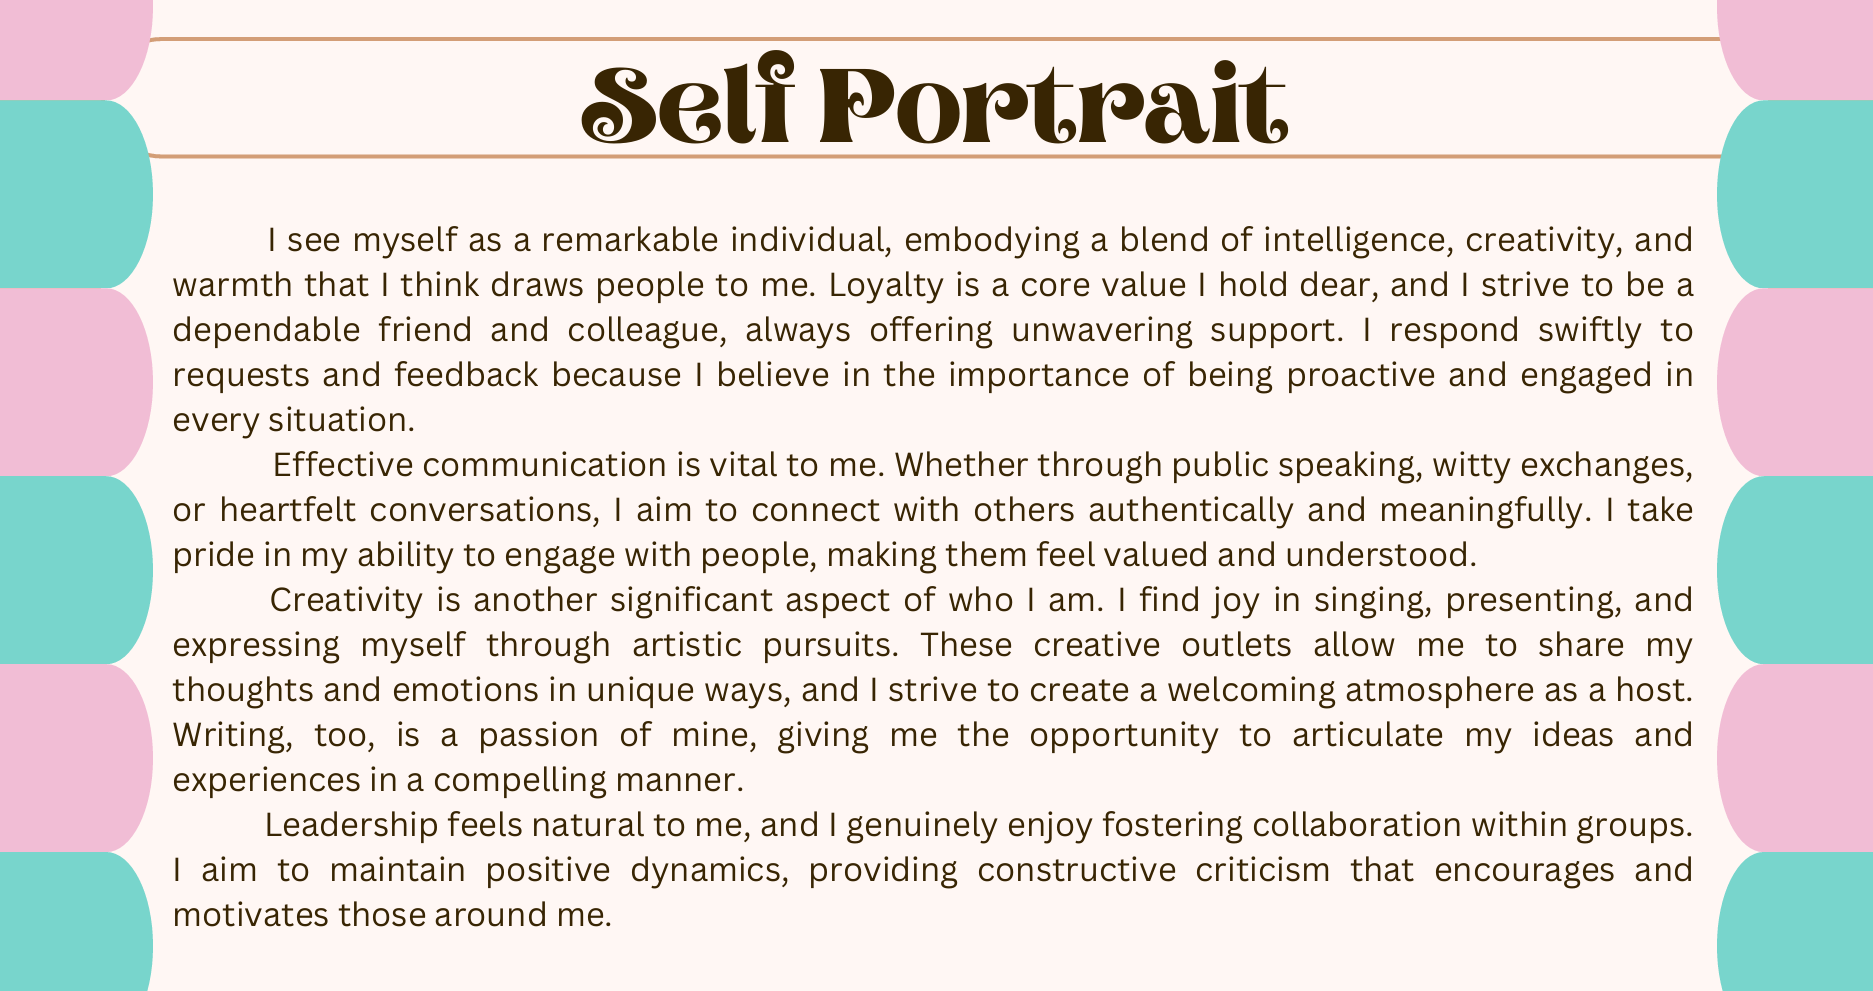 Self Portrait
I see myself as a remarkable individual, embodying a blend of intelligence, creativity, and
warmth that I think draws people to me. Loyalty is a core value I hold dear, and I strive to be a
dependable friend and colleague, always offering unwavering support. I respond swiftly to
requests and feedback because I believe in the importance of being proactive and engaged in
every situation.
Effective communication is vital to me. Whether through public speaking, witty exchanges,
or heartfelt conversations, I aim to connect with others authentically and meaningfully. I take
pride in my ability to engage with people, making them feel valued and understood.
Creativity is another significant aspect of who I am. I find joy in singing, presenting, and
expressing myself through artistic pursuits. These creative outlets allow me to share my
thoughts and emotions in unique ways, and I strive to create a welcoming atmosphere as a host.
Writing, too, is a passion of mine, giving me the opportunity to articulate my ideas and
experiences in a compelling manner.
Leadership feels natural to me, and I genuinely enjoy fostering collaboration within groups.
I aim to maintain positive dynamics, providing constructive criticism that encourages and
motivates those around me.